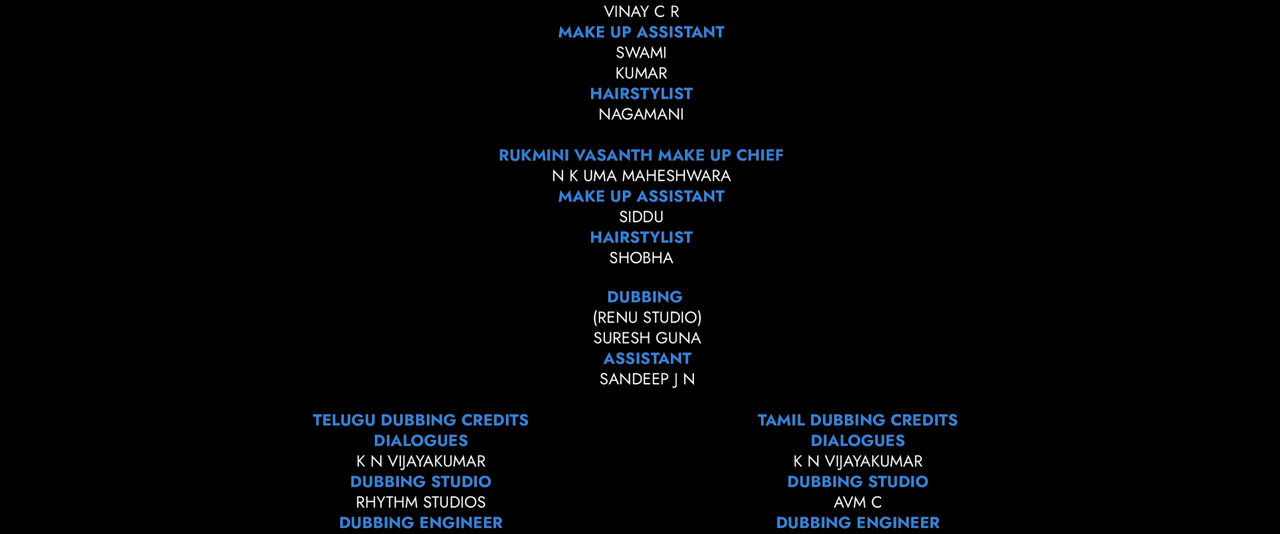 VINAY C R
MAKE UP ASSISTANT
SWAMI
KUMAR
HAIRSTYLIST
NAGAMANI
RUKMINI VASANTH MAKE UP CHIEF
N K UMA MAHESHWARA
MAKE UP ASSISTANT
SIDDU
HAIRSTYLIST
SHOBHA
DUBBING
(RENU STUDIO)
SURESH GUNA
ASSISTANT
SANDEEP J N
TELUGU DUBBING CREDITS
DIALOGUES
K N VIJAYAKUMAR
DUBBING STUDIO
RHYTHM STUDIOS
DUBBING ENGINEER
TAMIL DUBBING CREDITS
DIALOGUES
K N VIJAYAKUMAR
DUBBING STUDIO
AVM C
DUBBING ENGINEER